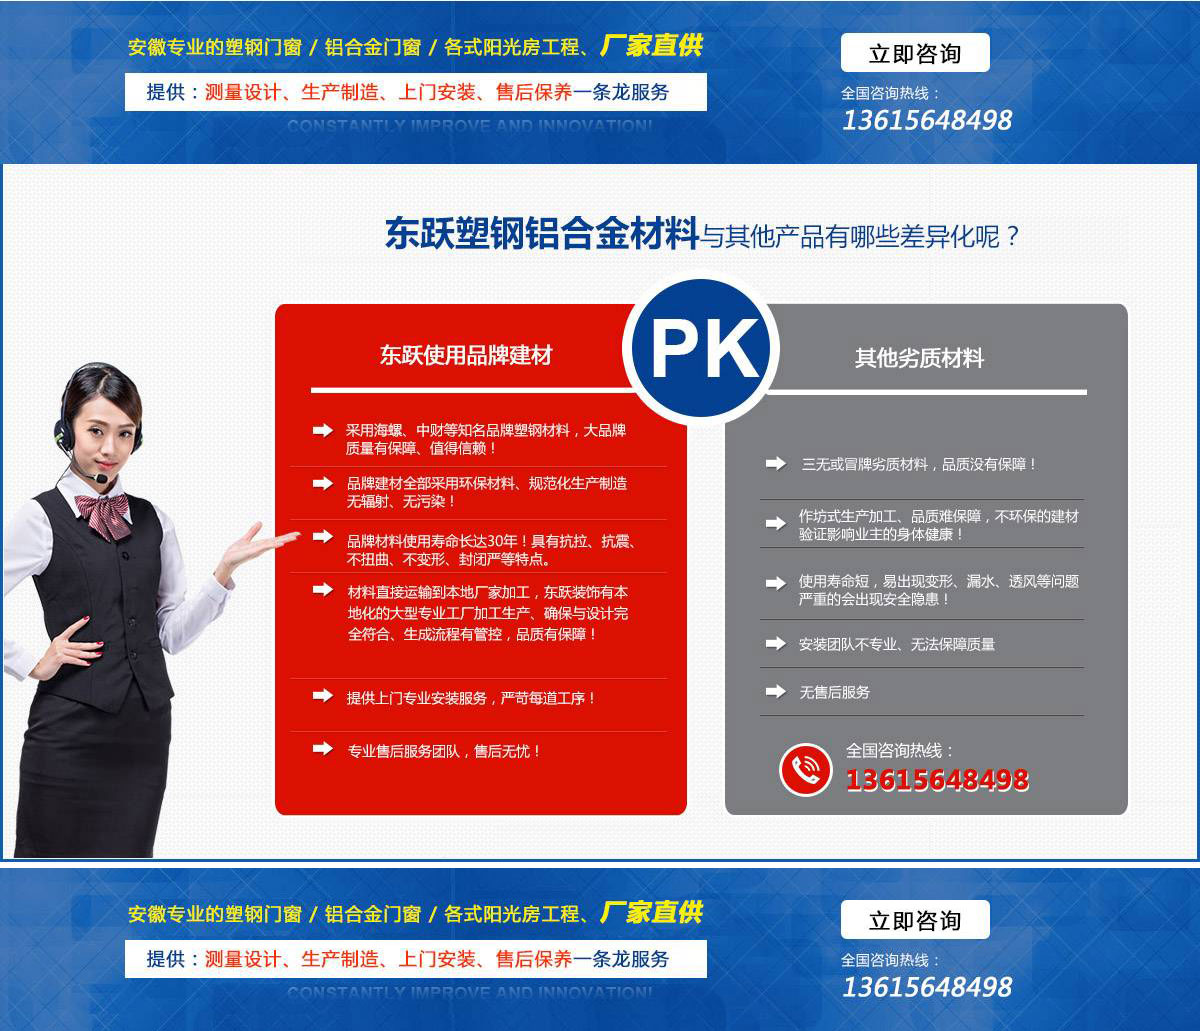 安徽专业的塑钢门窗 / 铝合金门窗 / 各式阳光房工程、厂家直供
提供：测量设计、生产制造、上门安装、售后保养一条龙服务
CONSTANTLY IMPROVE AND INNOVATION!
立即咨询
全国咨询热线：
13615648498
东跃塑钢铝合金材料与其他产品有哪些差异化呢？
PK
东跃使用品牌建材
采用海螺、中财等知名品牌塑钢材料，大品牌
质量有保障、值得信赖！
品牌建材全部采用环保材料、规范化生产制造
无辐射、无污染！
品牌材料使用寿命长达30年！具有抗拉、抗震、
不扭曲、不变形、封闭严等特点。
材料直接运输到本地厂家加工，东跃装饰有本
地化的大型专业工厂加工生产、确保与设计完
全符合、生成流程有管控，品质有保障！
提供上门专业安装服务，严苛每道工序！
专业售后服务团队，售后无忧！
其他劣质材料
三无或冒牌劣质材料，品质没有保障！
作坊式生产加工、品质难保障，不环保的建材
验证影响业主的身体健康！
使用寿命短，易出现变形、漏水、透风等问题
严重的会出现安全隐患！
安装团队不专业、无法保障质量
无售后服务
全国咨询热线：
13615648498
安徽专业的塑钢门窗 / 铝合金门窗 / 各式阳光房工程、厂家直供
提供：测量设计、生产制造、上门安装、售后保养一条龙服务
CONSTANTLY IMPROVE AND INNOVATION!
立即咨询
全国咨询热线：
13615648498